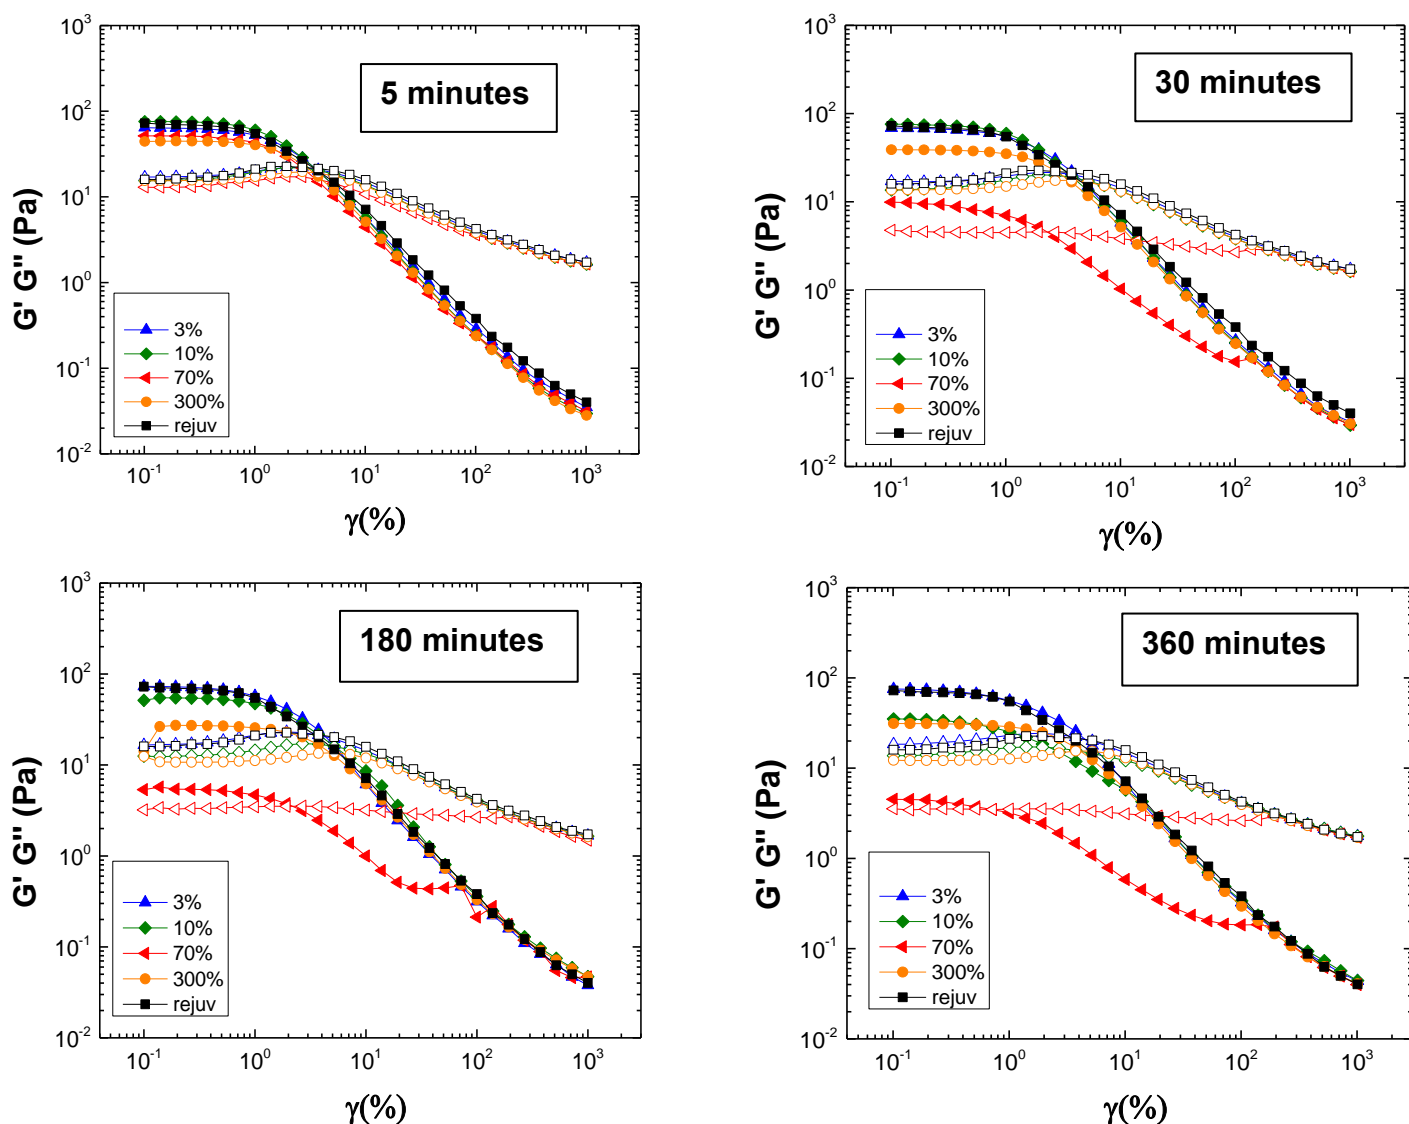 5 minutes
G' G" (Pa)
10³
10²
10¹
10⁰
10⁻¹
10⁻²
3%
10%
70%
300%
rejuv
10⁻¹ 10⁰ 10¹ 10² 10³
γ(%)
30 minutes
G' G" (Pa)
10³
10²
10¹
10⁰
10⁻¹
10⁻²
3%
10%
70%
300%
rejuv
10⁻¹ 10⁰ 10¹ 10² 10³
γ(%)
180 minutes
G' G" (Pa)
10³
10²
10¹
10⁰
10⁻¹
10⁻²
3%
10%
70%
300%
rejuv
10⁻¹ 10⁰ 10¹ 10² 10³
γ(%)
360 minutes
G' G" (Pa)
10³
10²
10¹
10⁰
10⁻¹
10⁻²
3%
10%
70%
300%
rejuv
10⁻¹ 10⁰ 10¹ 10² 10³
γ(%)